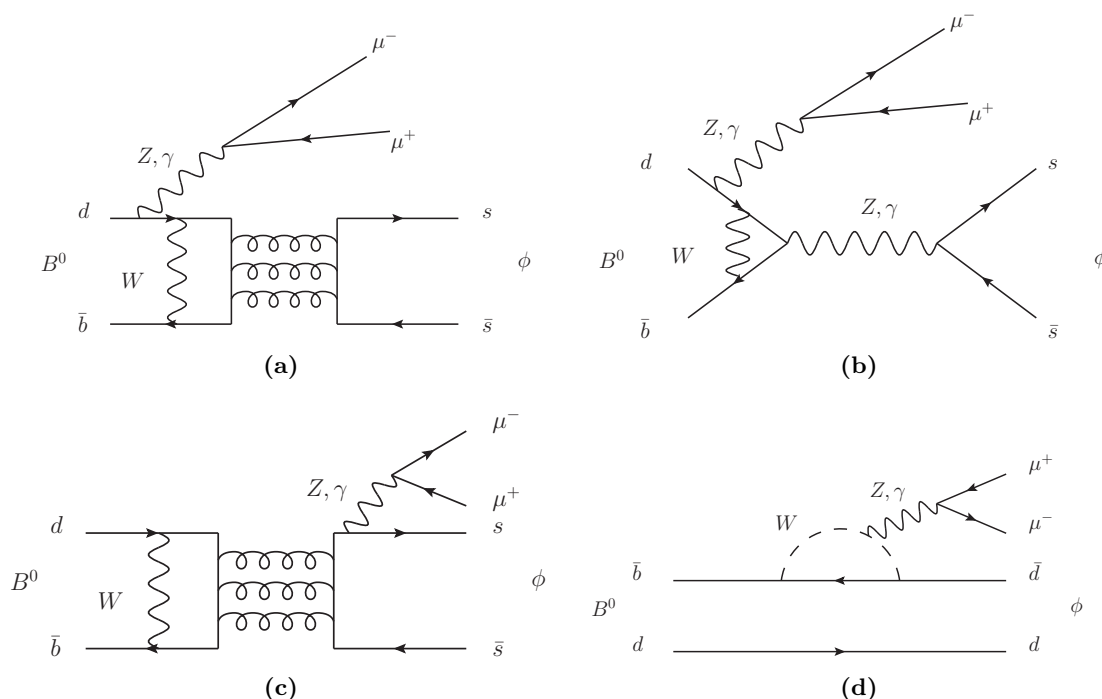 μ⁻
μ⁺
Z, γ
d
B⁰
W
b̄
s
ϕ
s̄
(a)
μ⁻
μ⁺
Z, γ
d
s
Z, γ
B⁰
W
ϕ
b̄
s̄
(b)
μ⁻
μ⁺
Z, γ
d
s
B⁰
W
ϕ
b̄
s̄
(c)
μ⁺
Z, γ
W
μ⁻
b̄
d̄
B⁰
ϕ
d
d
(d)